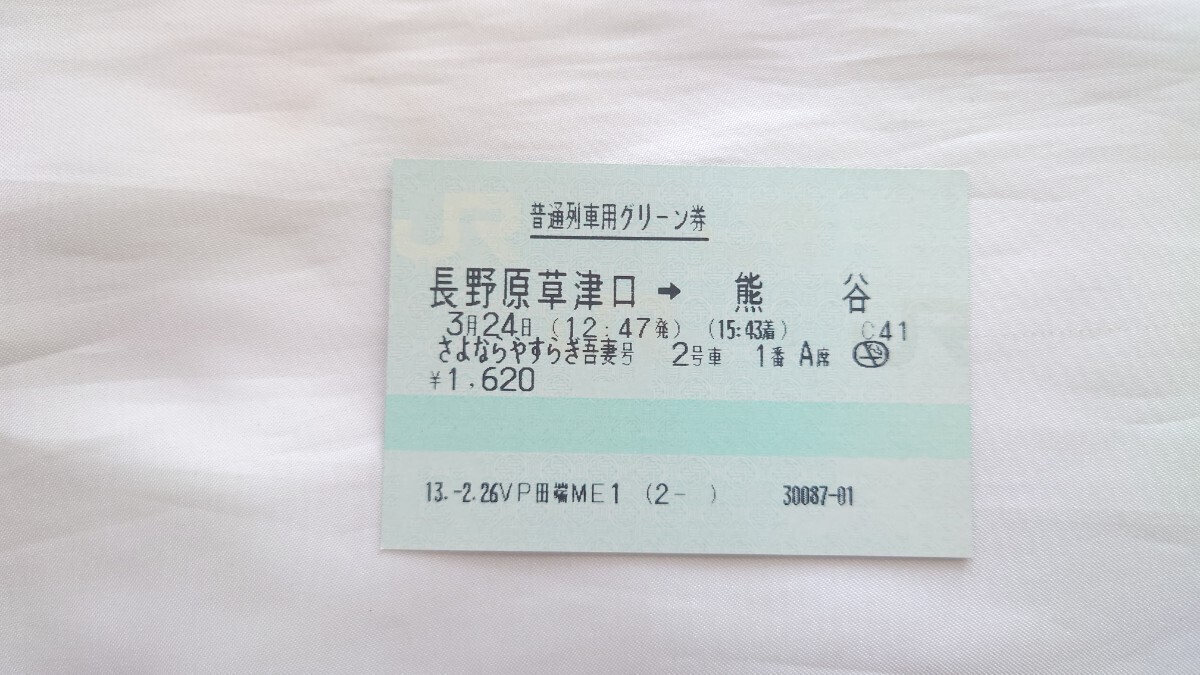 普通列車用グリーン券
長野原草津口 → 熊 谷
3月24日 (12:47発) (15:43着) C41
さよならやすらぎ吾妻号 2号車 1番 A席
¥1,620
13.-2.26VP田端ME1 (2- ) 30087-01